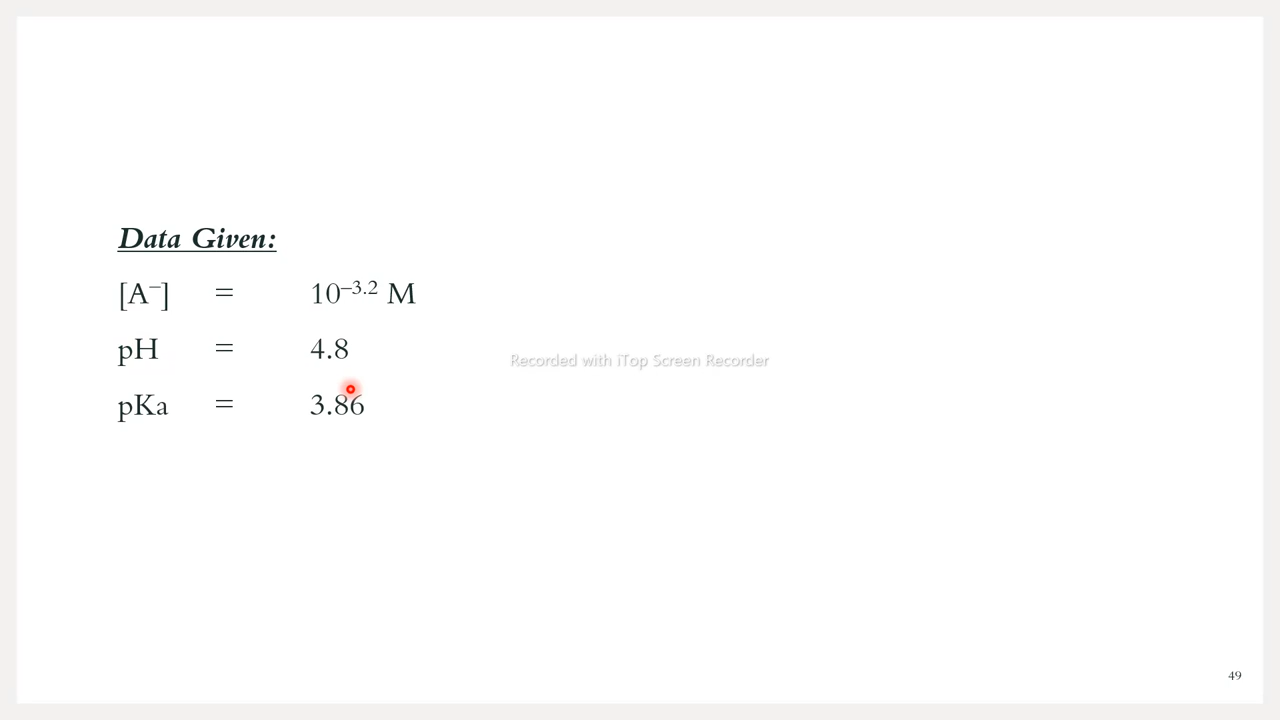 Data Given:
[A⁻] = 10⁻³·² M
pH = 4.8
Recorded with iTop Screen Recorder
pKa = 3.86
49